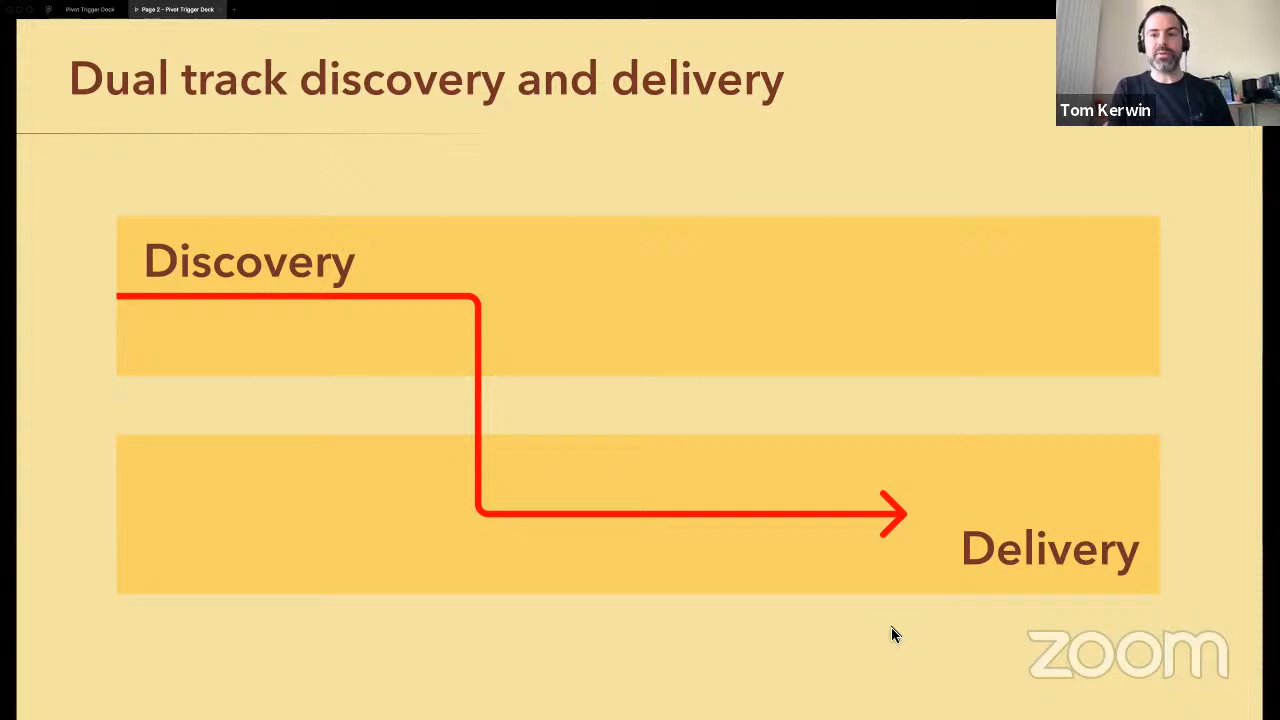 Pivot Trigger Deck
Page 2 - Pivot Trigger Deck
Dual track discovery and delivery
Tom Kerwin
Discovery
Delivery
zoom